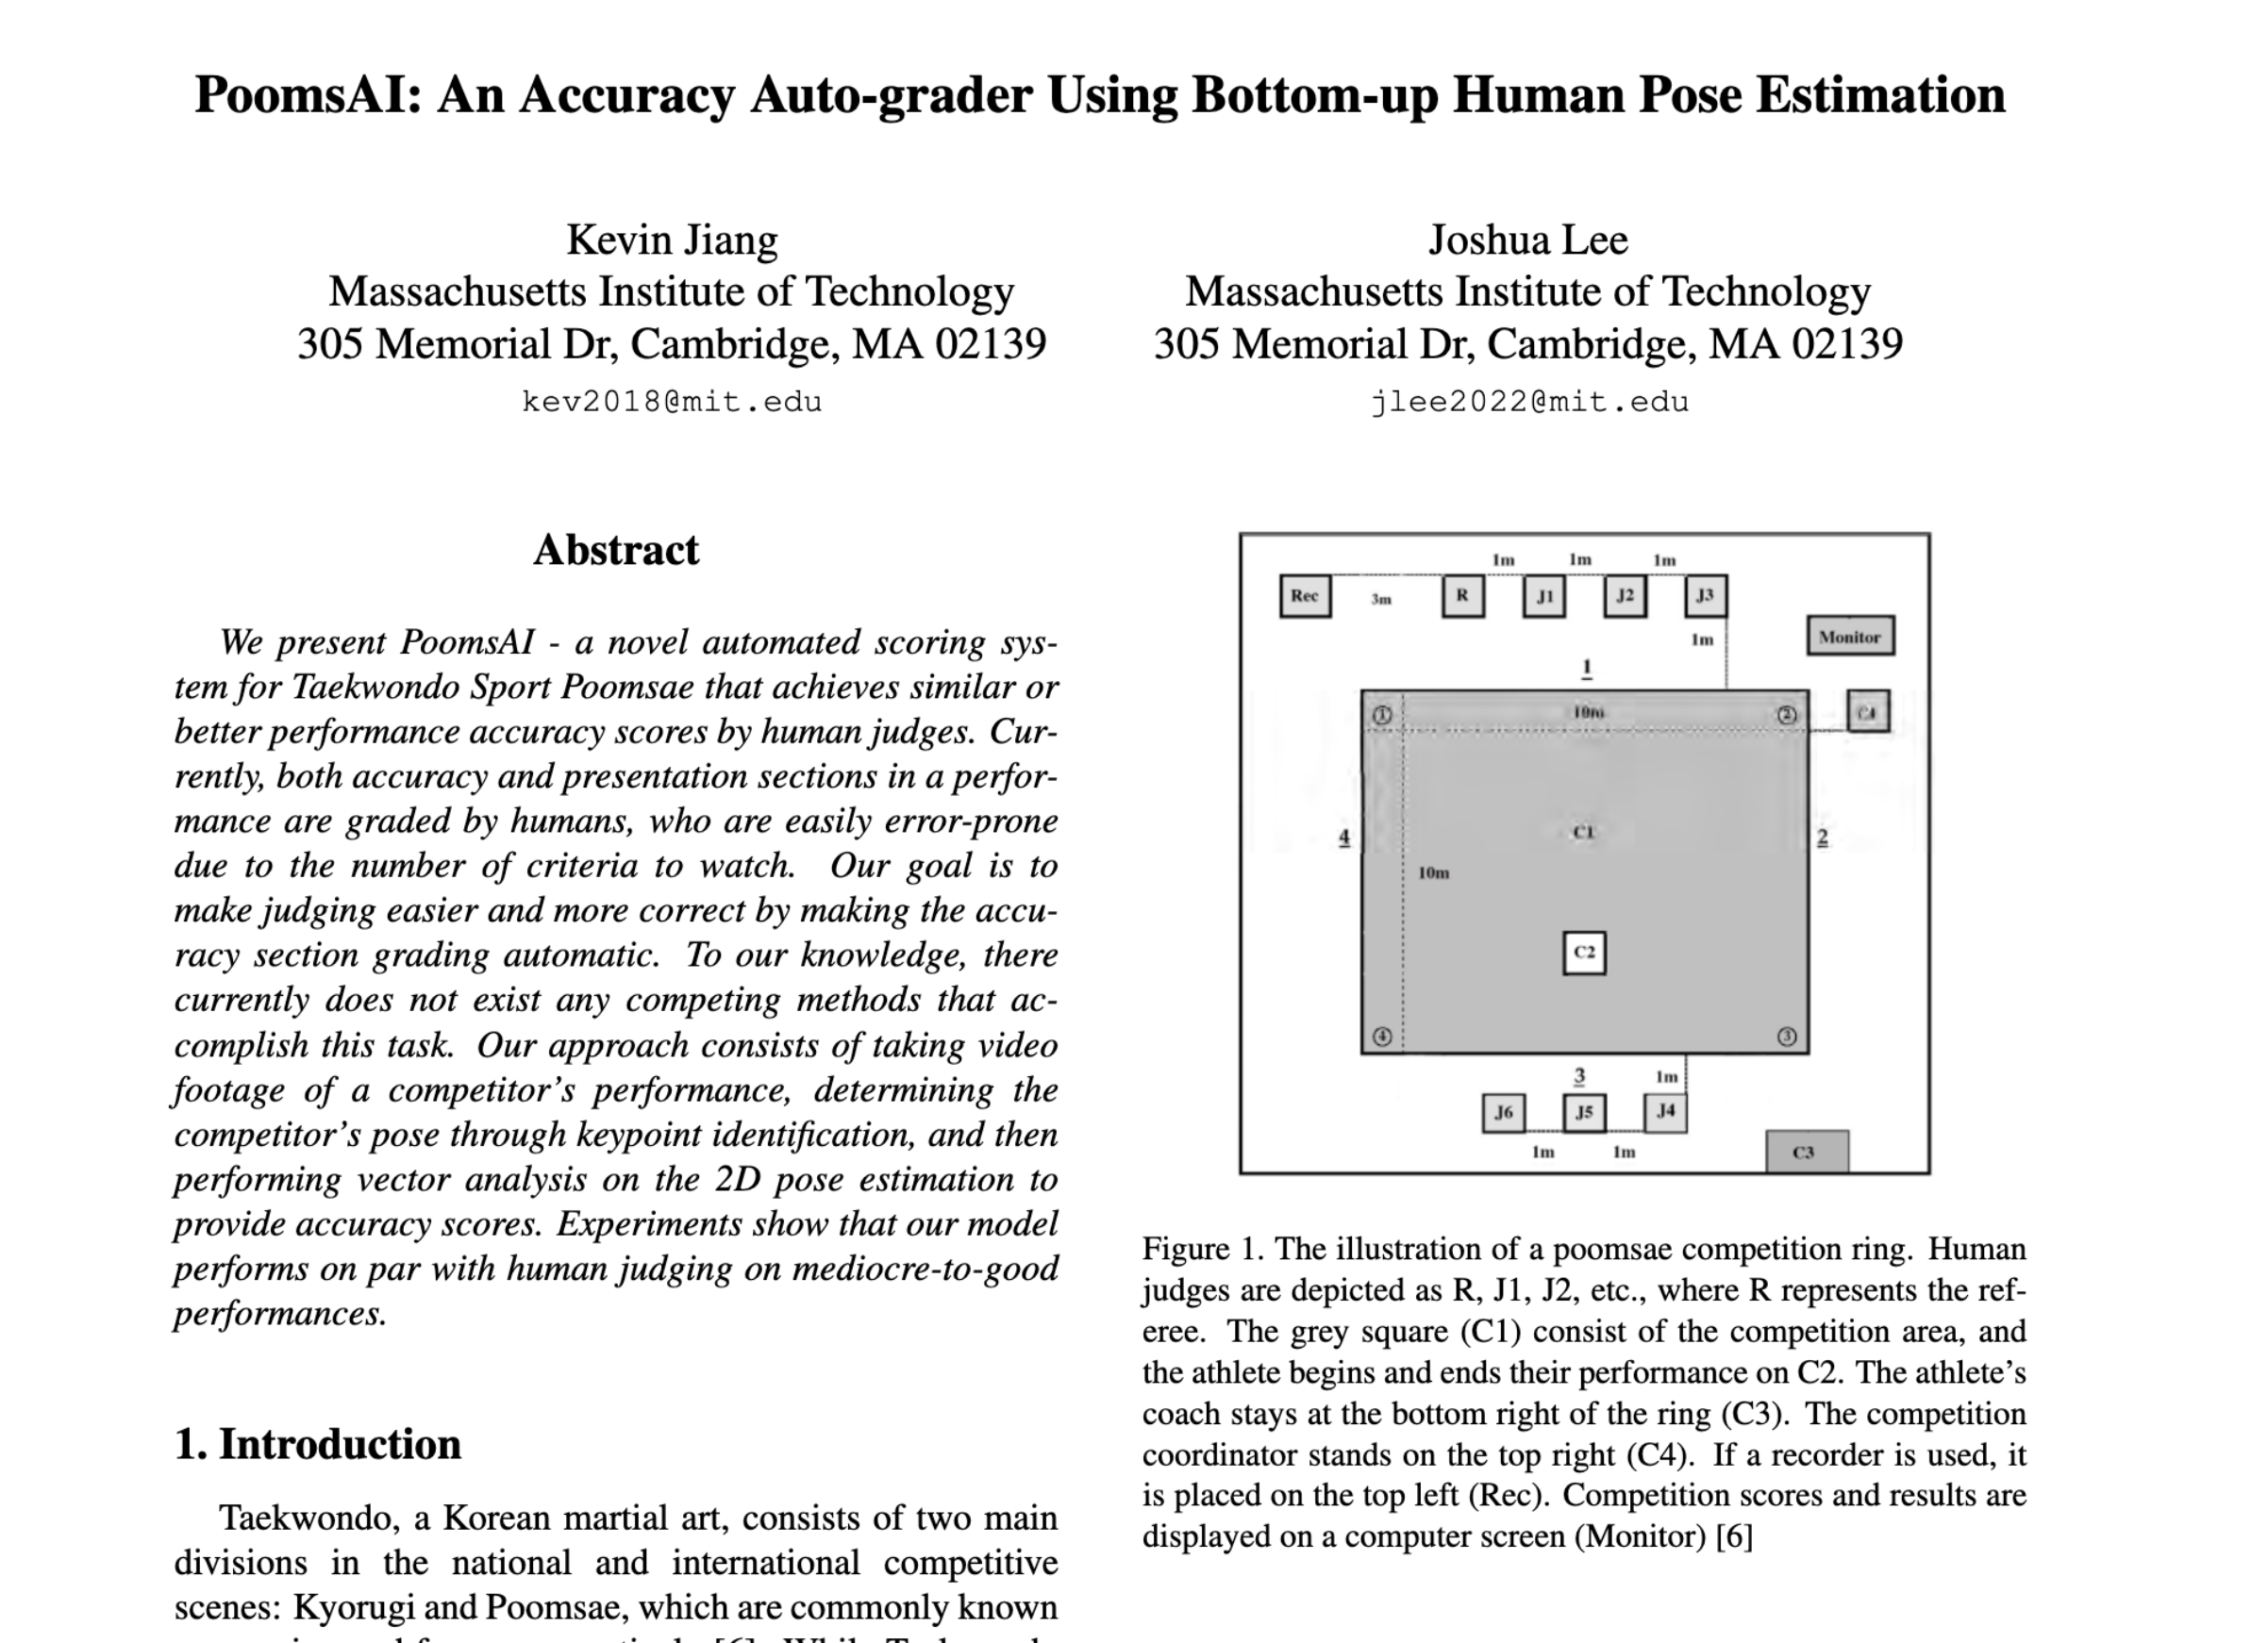 PoomsAI: An Accuracy Auto-grader Using Bottom-up Human Pose Estimation
Kevin Jiang
Massachusetts Institute of Technology
305 Memorial Dr, Cambridge, MA 02139
kev2018@mit.edu
Joshua Lee
Massachusetts Institute of Technology
305 Memorial Dr, Cambridge, MA 02139
jlee2022@mit.edu
Abstract
We present PoomsAI - a novel automated scoring sys-
tem for Taekwondo Sport Poomsae that achieves similar or
better performance accuracy scores by human judges. Cur-
rently, both accuracy and presentation sections in a perfor-
mance are graded by humans, who are easily error-prone
due to the number of criteria to watch. Our goal is to
make judging easier and more correct by making the accu-
racy section grading automatic. To our knowledge, there
currently does not exist any competing methods that ac-
complish this task. Our approach consists of taking video
footage of a competitor's performance, determining the
competitor's pose through keypoint identification, and then
performing vector analysis on the 2D pose estimation to
provide accuracy scores. Experiments show that our model
performs on par with human judging on mediocre-to-good
performances.
1. Introduction
Taekwondo, a Korean martial art, consists of two main
divisions in the national and international competitive
scenes: Kyorugi and Poomsae, which are commonly known
1m 1m 1m
Rec 3m R J1 J2 J3
1m
Monitor
1
① 10m ② C4
4 C1 2
10m
C2
④ ③
3 1m
J6 J5 J4
1m 1m
C3
Figure 1. The illustration of a poomsae competition ring. Human
judges are depicted as R, J1, J2, etc., where R represents the ref-
eree. The grey square (C1) consist of the competition area, and
the athlete begins and ends their performance on C2. The athlete's
coach stays at the bottom right of the ring (C3). The competition
coordinator stands on the top right (C4). If a recorder is used, it
is placed on the top left (Rec). Competition scores and results are
displayed on a computer screen (Monitor) [6]